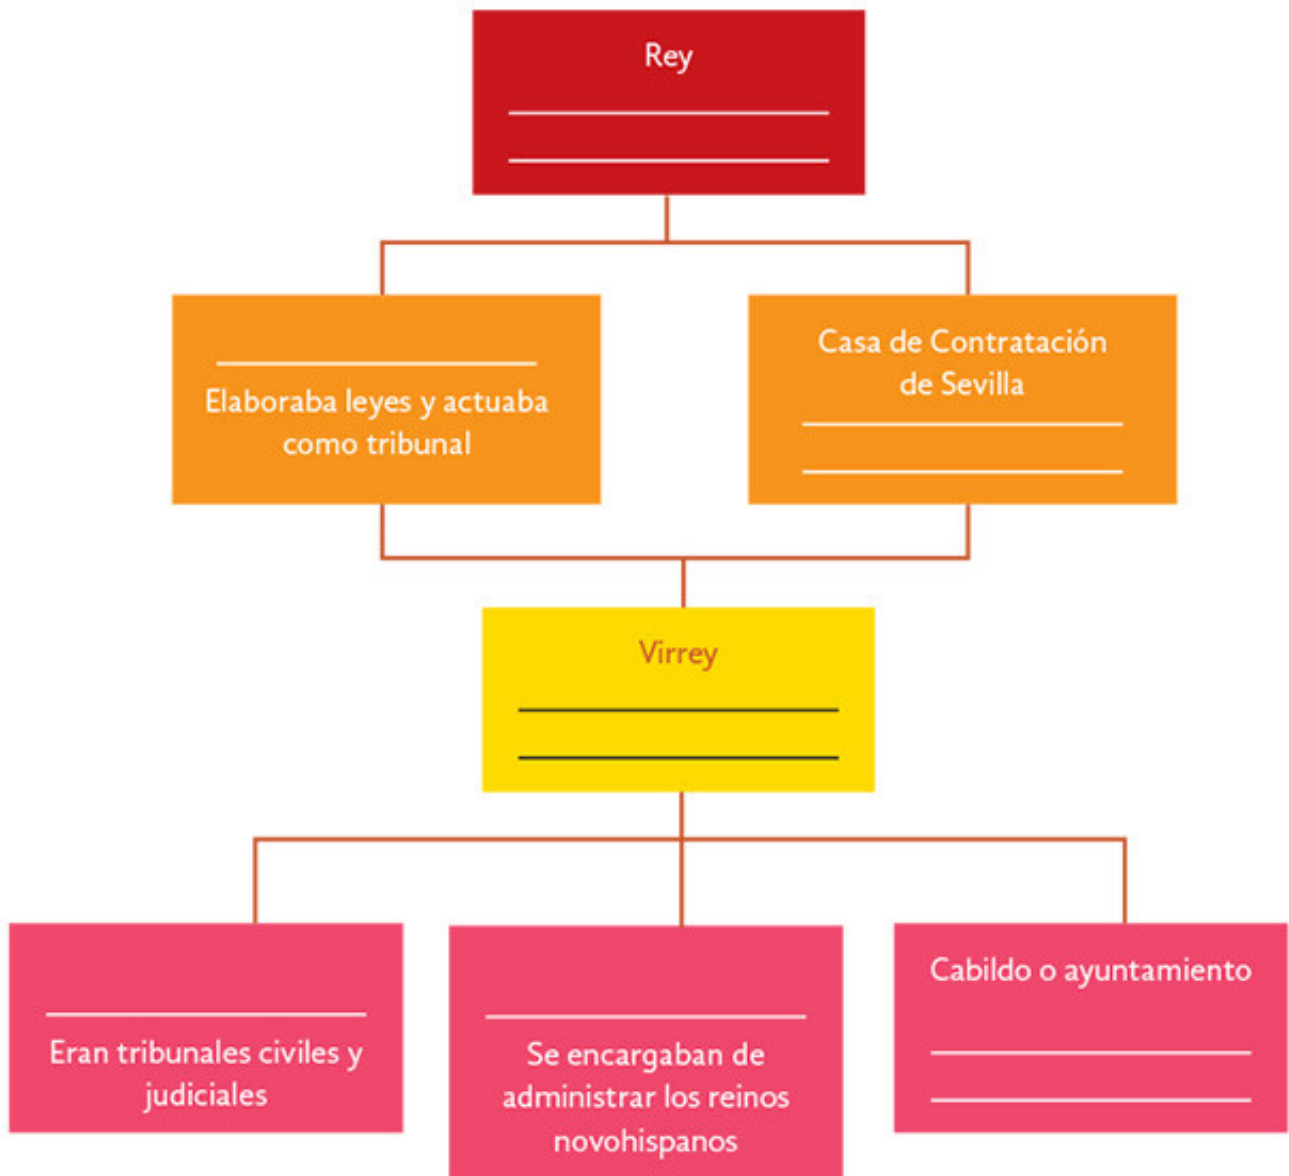 Rey
Elaboraba leyes y actuaba
como tribunal
Casa de Contratación
de Sevilla
Virrey
Eran tribunales civiles y
judiciales
Se encargaban de
administrar los reinos
novohispanos
Cabildo o ayuntamiento